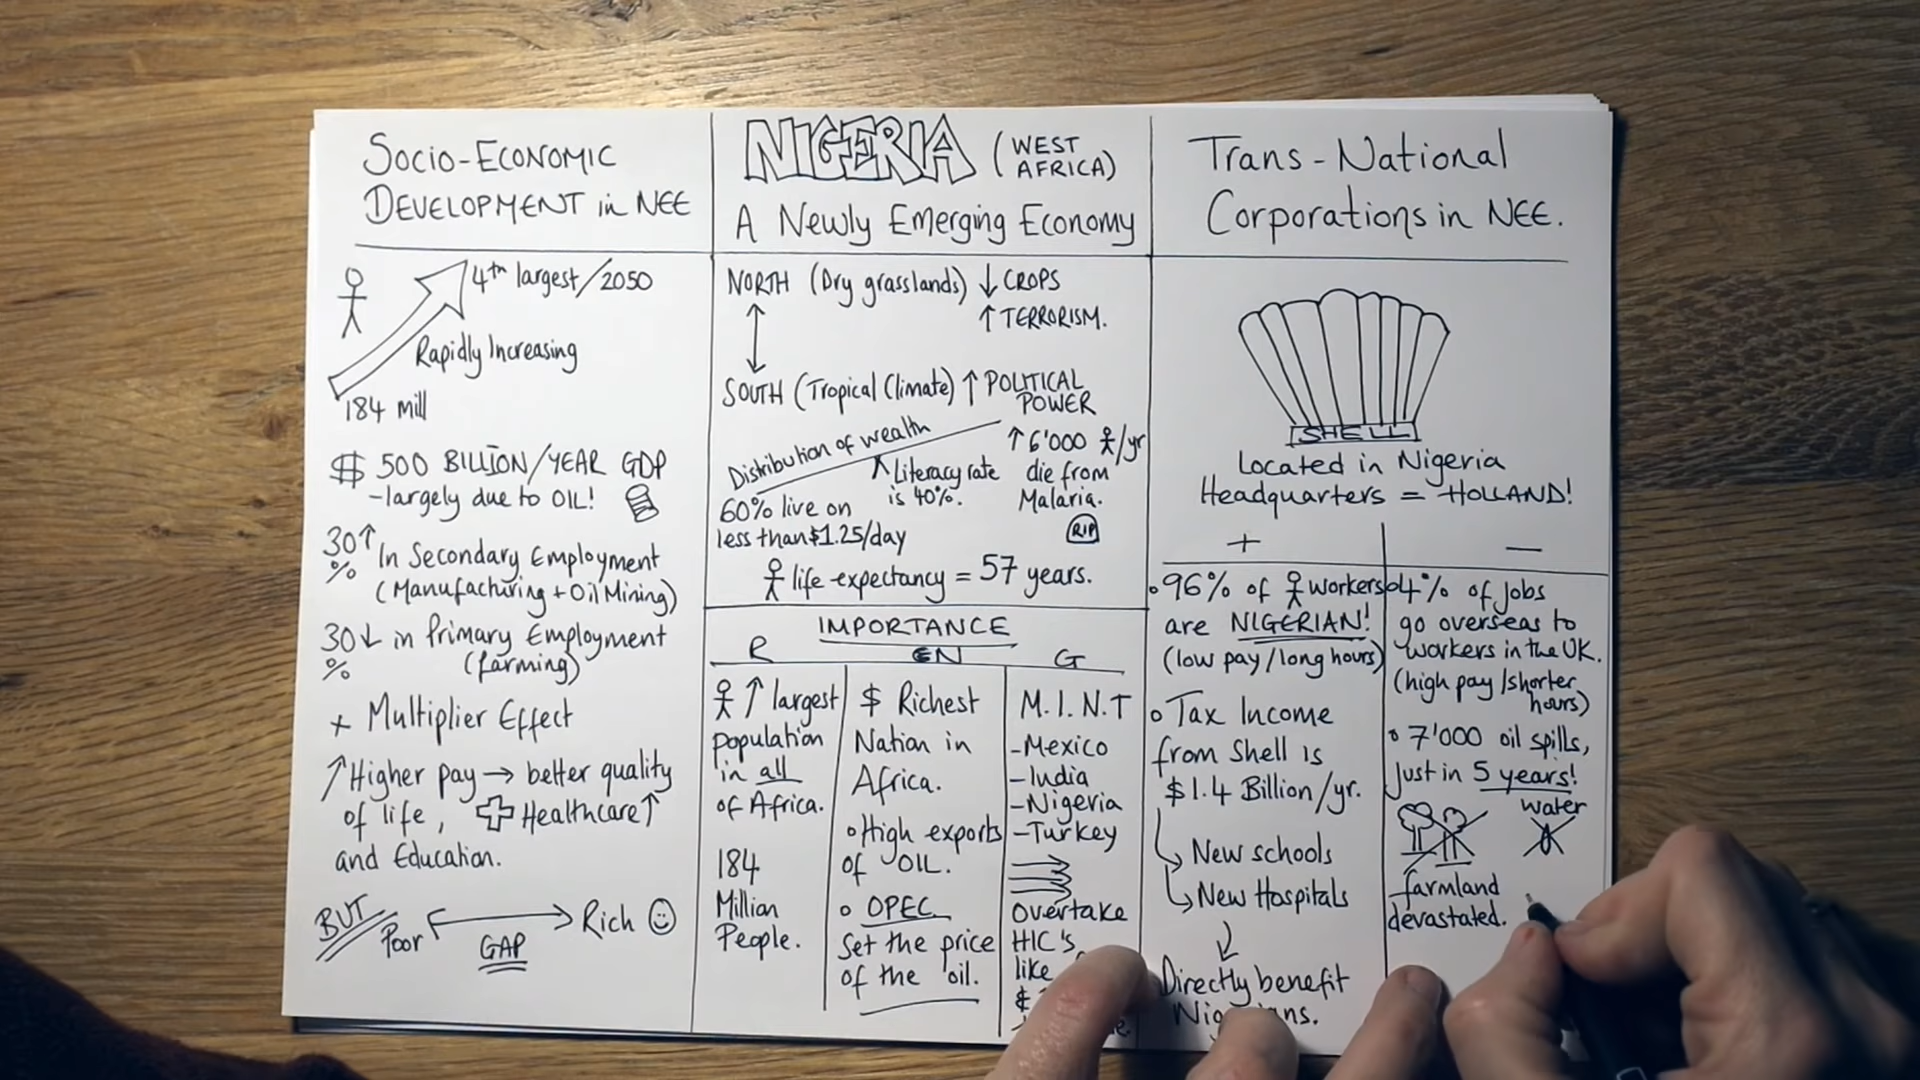 Socio-Economic
Development in NEE
4th largest/2050
Rapidly Increasing
184 mill
$ 500 BILLION/YEAR GDP
-largely due to OIL!
30↑
% In Secondary Employment
(Manufacturing + Oil Mining)
30↓ in Primary Employment
% (farming)
+ Multiplier Effect
↑Higher pay → better quality
of life, Healthcare↑
and Education.
BUT
Poor GAP Rich
NIGERIA (WEST
AFRICA)
A Newly Emerging Economy
NORTH (Dry grasslands) ↓ CROPS
↑ TERRORISM.
SOUTH (Tropical Climate) ↑ POLITICAL
POWER
Distribution of wealth
60% live on
less than $1.25/day
Literacy rate
is 40%.
↑ 6'000 /yr
die from
Malaria.
RIP
life expectancy = 57 years.
IMPORTANCE
R
↑ largest
population
in all
of Africa.
184
Million
People.
EN
$ Richest
Nation in
Africa.
o High exports
of OIL.
o OPEC
Set the price
of the oil.
G
M.I.N.T
-Mexico
-India
-Nigeria
-Turkey
Overtake
HIC's
like
Trans-National
Corporations in NEE.
SHELL
Located in Nigeria
Headquarters = HOLLAND!
+
o 96% of workers
are NIGERIAN!
(low pay/long hours)
o Tax Income
from Shell is
$1.4 Billion/yr.
↳ New schools
↳ New Hospitals
↓
Directly benefit
—
o 4% of jobs
go overseas to
workers in the UK.
(high pay/shorter
hours)
o 7'000 oil spills,
just in 5 years!
water
farmland
devastated.